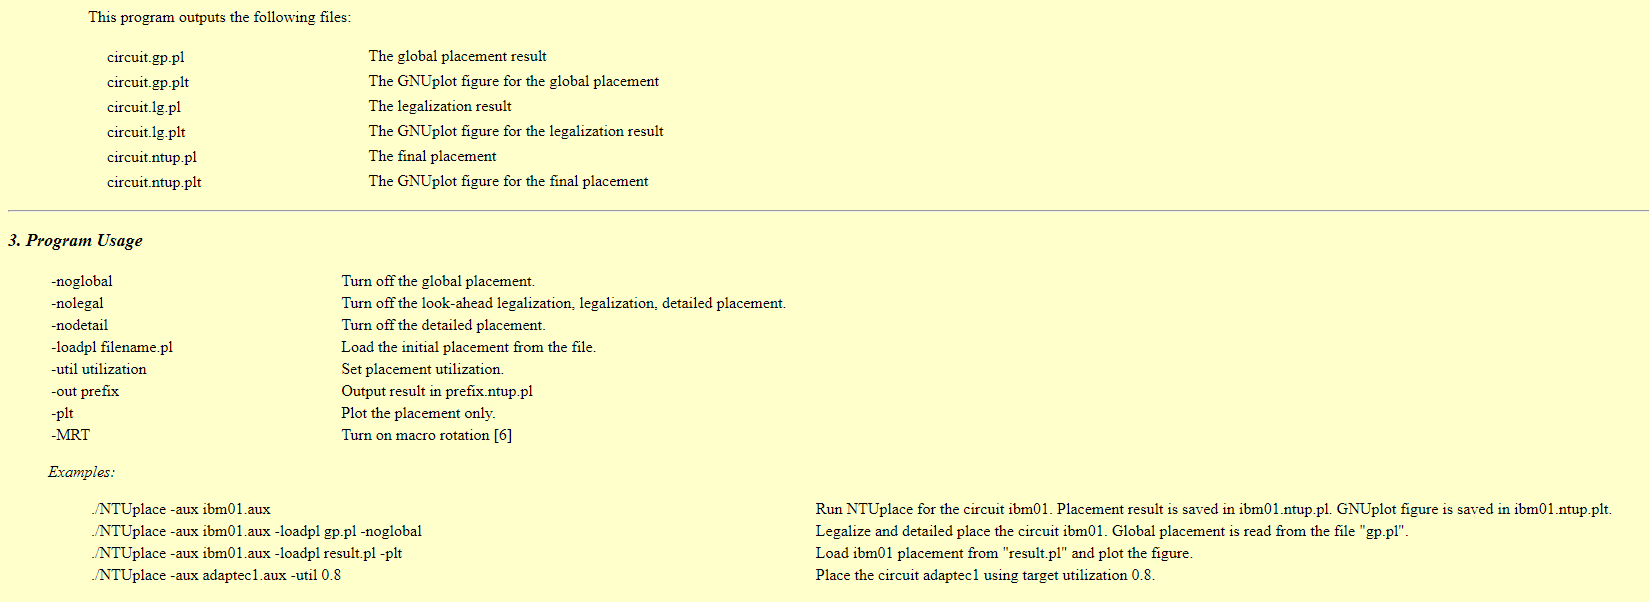 This program outputs the following files:
circuit.gp.pl The global placement result
circuit.gp.plt The GNUplot figure for the global placement
circuit.lg.pl The legalization result
circuit.lg.plt The GNUplot figure for the legalization result
circuit.ntup.pl The final placement
circuit.ntup.plt The GNUplot figure for the final placement
3. Program Usage
-noglobal Turn off the global placement.
-nolegal Turn off the look-ahead legalization, legalization, detailed placement.
-nodetail Turn off the detailed placement.
-loadpl filename.pl Load the initial placement from the file.
-util utilization Set placement utilization.
-out prefix Output result in prefix.ntup.pl
-plt Plot the placement only.
-MRT Turn on macro rotation [6]
Examples:
./NTUplace -aux ibm01.aux Run NTUplace for the circuit ibm01. Placement result is saved in ibm01.ntup.pl. GNUplot figure is saved in ibm01.ntup.plt.
./NTUplace -aux ibm01.aux -loadpl gp.pl -noglobal Legalize and detailed place the circuit ibm01. Global placement is read from the file "gp.pl".
./NTUplace -aux ibm01.aux -loadpl result.pl -plt Load ibm01 placement from "result.pl" and plot the figure.
./NTUplace -aux adaptec1.aux -util 0.8 Place the circuit adaptec1 using target utilization 0.8.